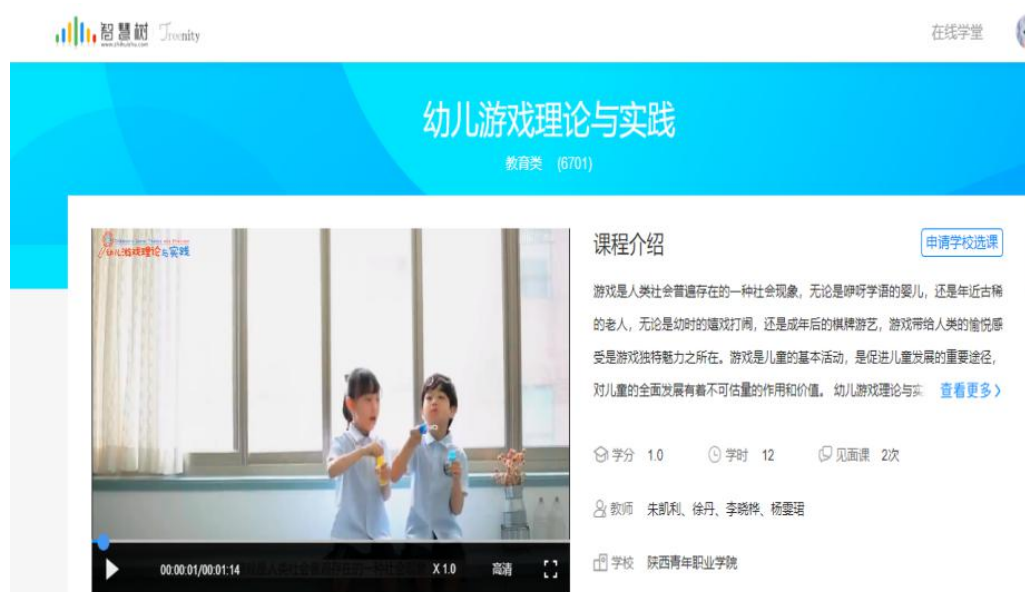 智慧树 Treenity
www.zhihuishu.com
在线学堂
幼儿游戏理论与实践
教育类 (6701)
幼儿游戏理论与实践
课程介绍
申请学校选课
游戏是人类社会普遍存在的一种社会现象，无论是咿呀学语的婴儿，还是年近古稀
的老人，无论是幼时的嬉戏打闹，还是成年后的棋牌游艺，游戏带给人类的愉悦感
受是游戏独特魅力之所在。游戏是儿童的基本活动，是促进儿童发展的重要途径，
对儿童的全面发展有着不可估量的作用和价值。 幼儿游戏理论与实 查看更多
学分 1.0 学时 12 见面课 2次
教师 朱凯利、徐丹、李晓桦、杨雯珺
学校 陕西青年职业学院
00:00:01/00:01:14 X 1.0 高清